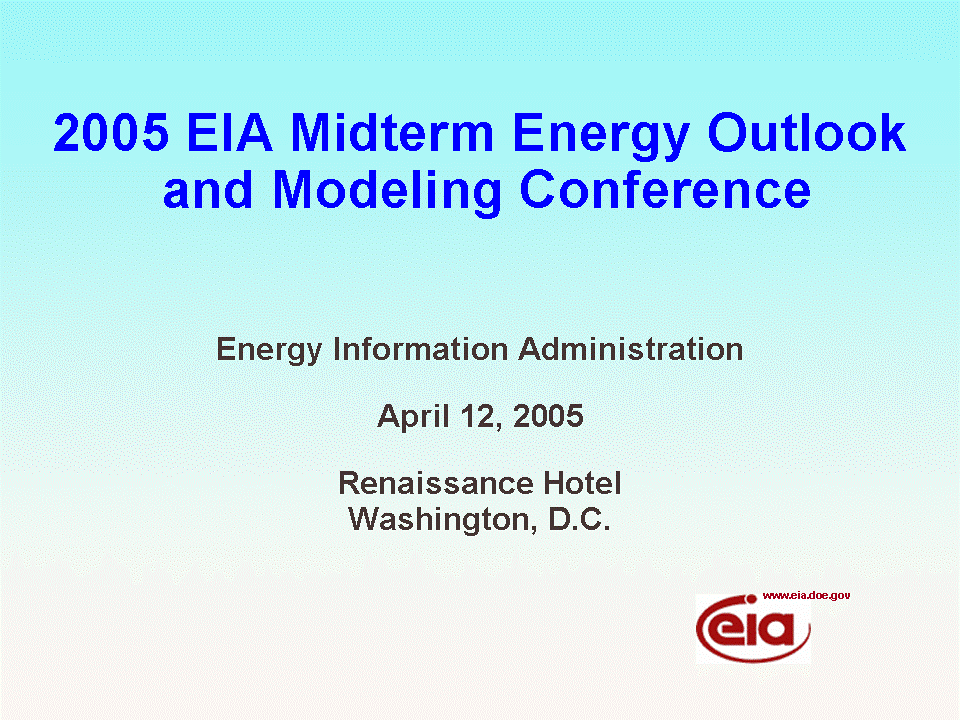 2005 EIA Midterm Energy Outlook
and Modeling Conference
Energy Information Administration
April 12, 2005
Renaissance Hotel
Washington, D.C.
www.eia.doe.gov
eia